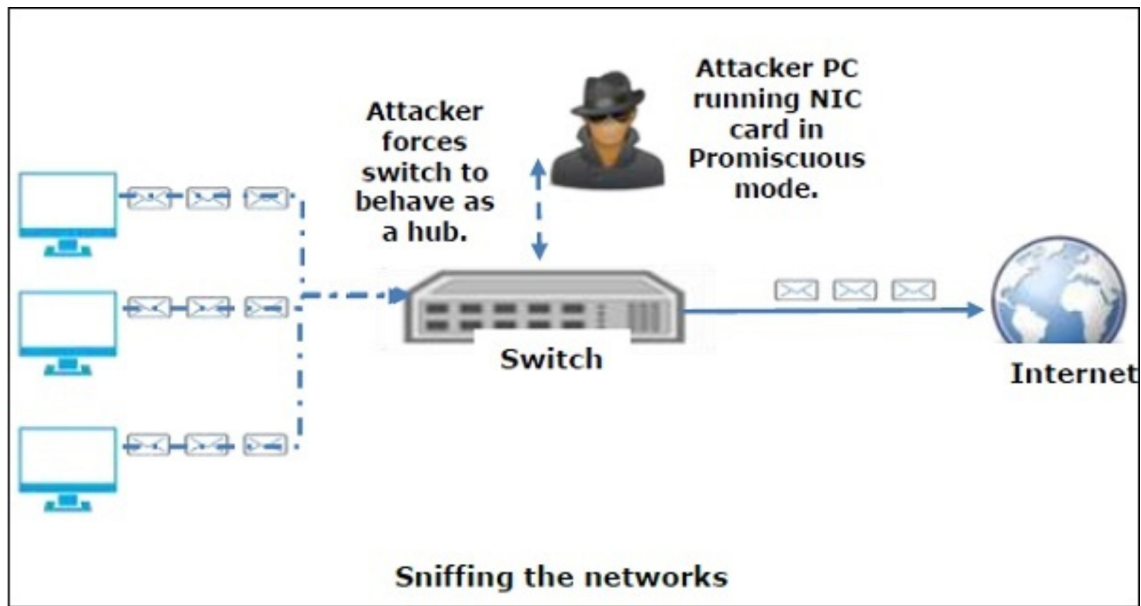 Attacker
forces
switch to
behave as
a hub.
Attacker PC
running NIC
card in
Promiscuous
mode.
Switch
Internet
Sniffing the networks